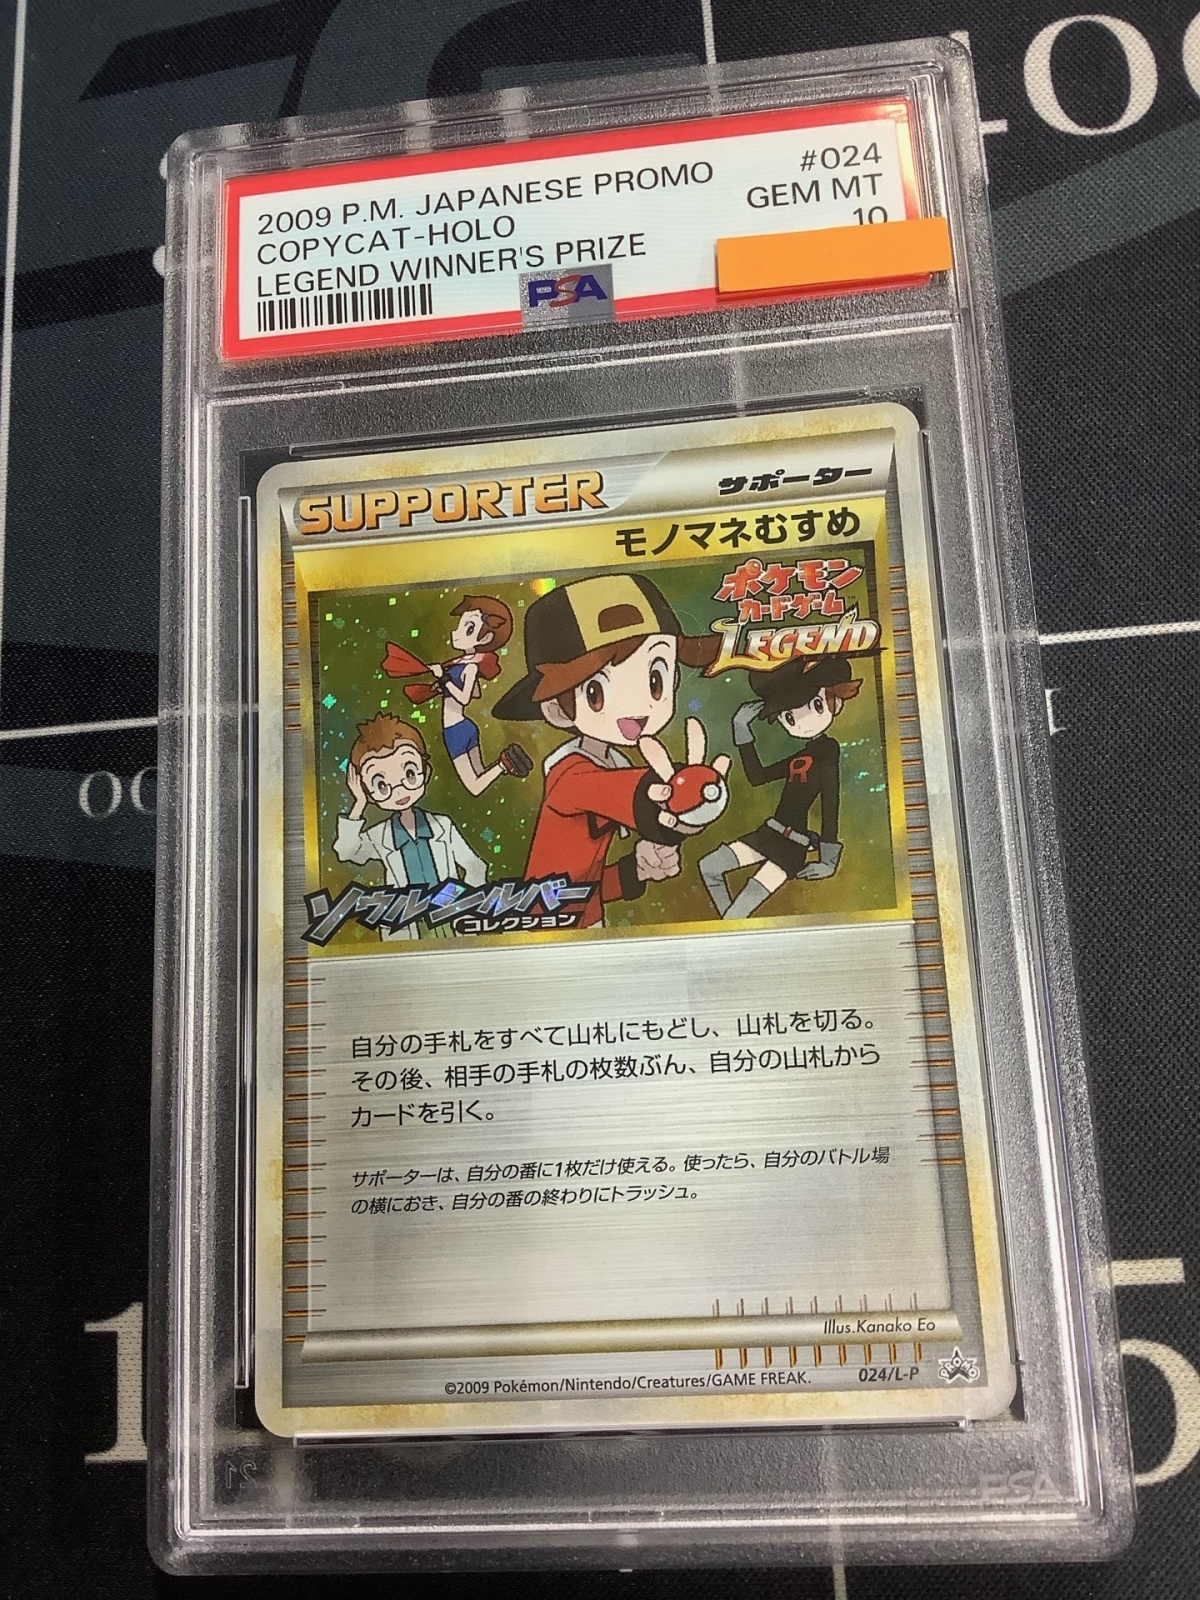 2009 P.M. JAPANESE PROMO
#024
COPYCAT-HOLO
GEM MT
LEGEND WINNER'S PRIZE
10
PSA
SUPPORTER
サポーター
モノマネむすめ
ポケモン
カードゲーム
LEGEND
R
ソウルシルバー
コレクション
自分の手札をすべて山札にもどし、山札を切る。
その後、相手の手札の枚数ぶん、自分の山札から
カードを引く。
サポーターは、自分の番に1枚だけ使える。使ったら、自分のバトル場
の横におき、自分の番の終わりにトラッシュ。
Illus.Kanako Eo
©2009 Pokémon/Nintendo/Creatures/GAME FREAK.
024/L-P
PROMO
PSA